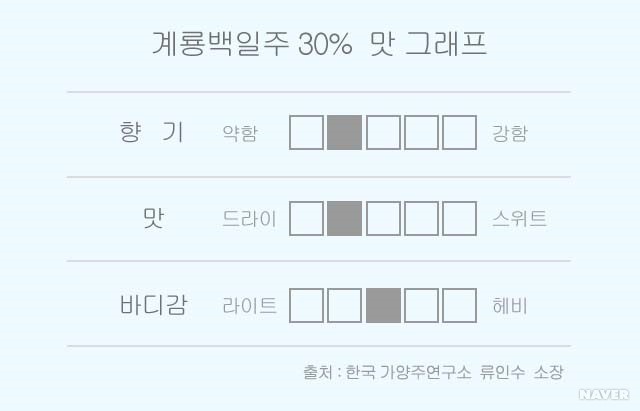 계룡백일주 30% 맛 그래프
향 기 약함 강함
맛 드라이 스위트
바디감 라이트 헤비
출처 : 한국 가양주연구소 류인수 소장
NAVER